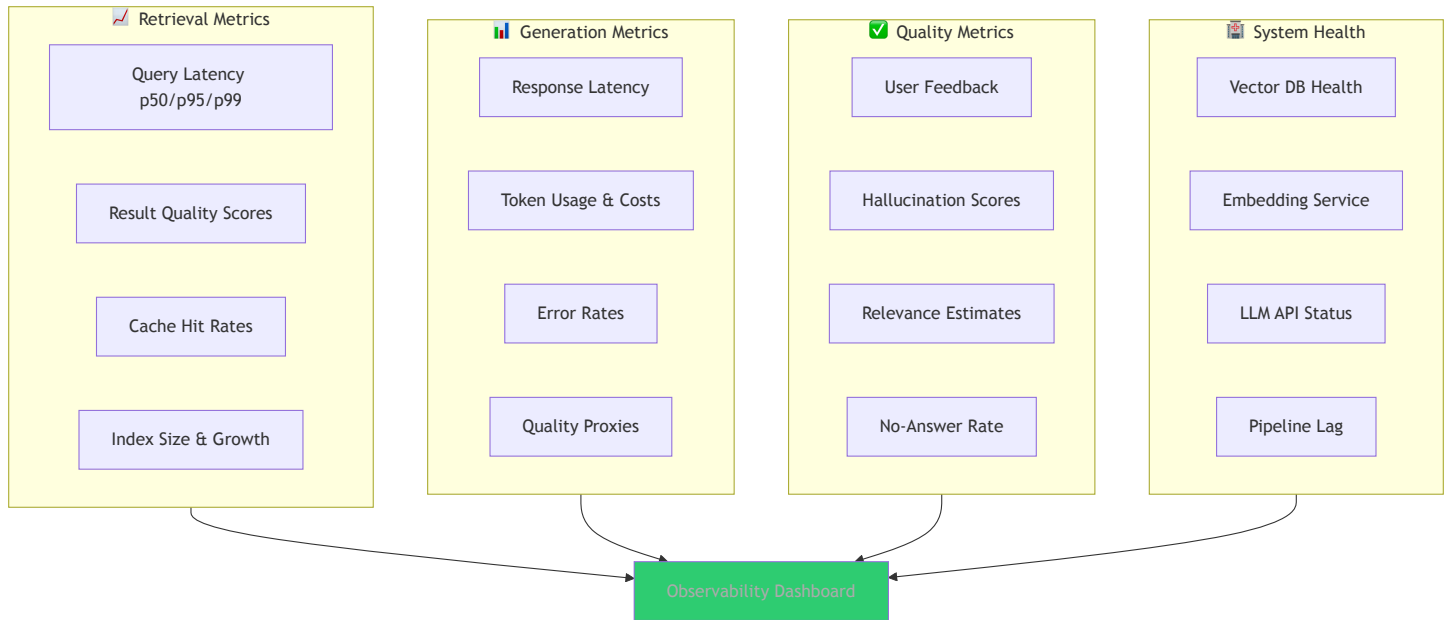 📈 Retrieval Metrics
Query Latency
p50/p95/p99
Result Quality Scores
Cache Hit Rates
Index Size & Growth
📊 Generation Metrics
Response Latency
Token Usage & Costs
Error Rates
Quality Proxies
✅ Quality Metrics
User Feedback
Hallucination Scores
Relevance Estimates
No-Answer Rate
🏥 System Health
Vector DB Health
Embedding Service
LLM API Status
Pipeline Lag
Observability Dashboard